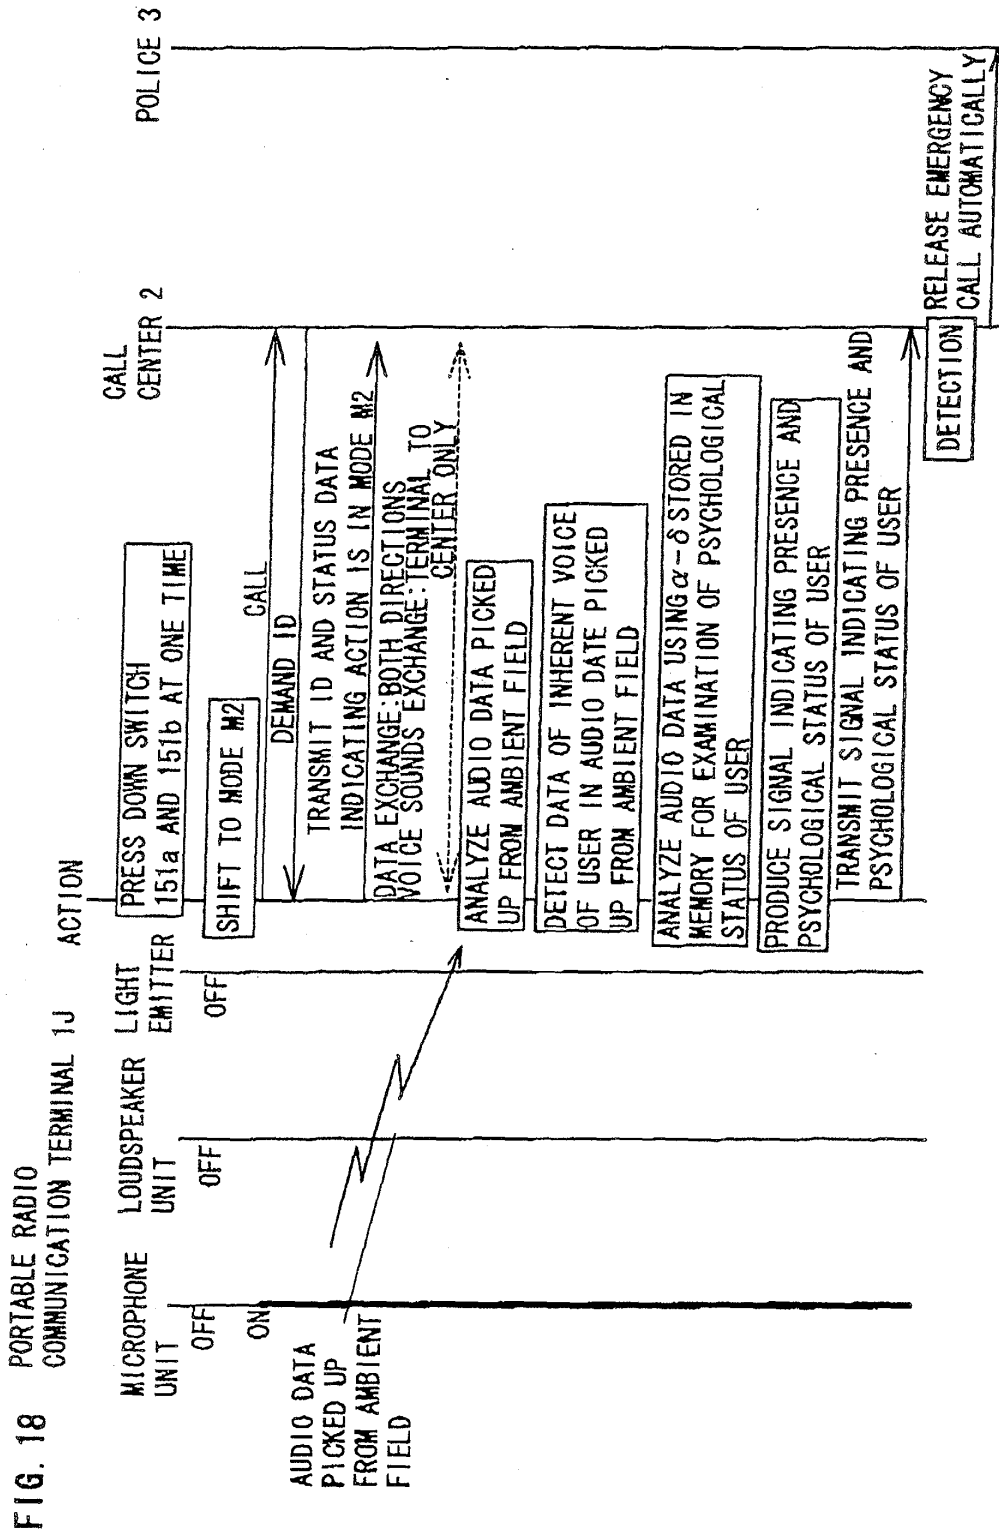 FIG. 18
PORTABLE RADIO
COMMUNICATION TERMINAL 1J
MICROPHONE
UNIT
LOUDSPEAKER
UNIT
LIGHT
EMITTER
ACTION
CALL
CENTER 2
POLICE 3
OFF
OFF
OFF
ON
PRESS DOWN SWITCH
151a AND 151b AT ONE TIME
SHIFT TO MODE M2
CALL
DEMAND ID
TRANSMIT ID AND STATUS DATA
INDICATING ACTION IS IN MODE M2
DATA EXCHANGE:BOTH DIRECTIONS
VOICE SOUNDS EXCHANGE:TERMINAL TO
CENTER ONLY
AUDIO DATA
PICKED UP
FROM AMBIENT
FIELD
ANALYZE AUDIO DATA PICKED
UP FROM AMBIENT FIELD
DETECT DATA OF INHERENT VOICE
OF USER IN AUDIO DATE PICKED
UP FROM AMBIENT FIELD
ANALYZE AUDIO DATA USING α-δ STORED IN
MEMORY FOR EXAMINATION OF PSYCHOLOGICAL
STATUS OF USER
PRODUCE SIGNAL INDICATING PRESENCE AND
PSYCHOLOGICAL STATUS OF USER
TRANSMIT SIGNAL INDICATING PRESENCE AND
PSYCHOLOGICAL STATUS OF USER
DETECTION
RELEASE EMERGENCY
CALL AUTOMATICALLY